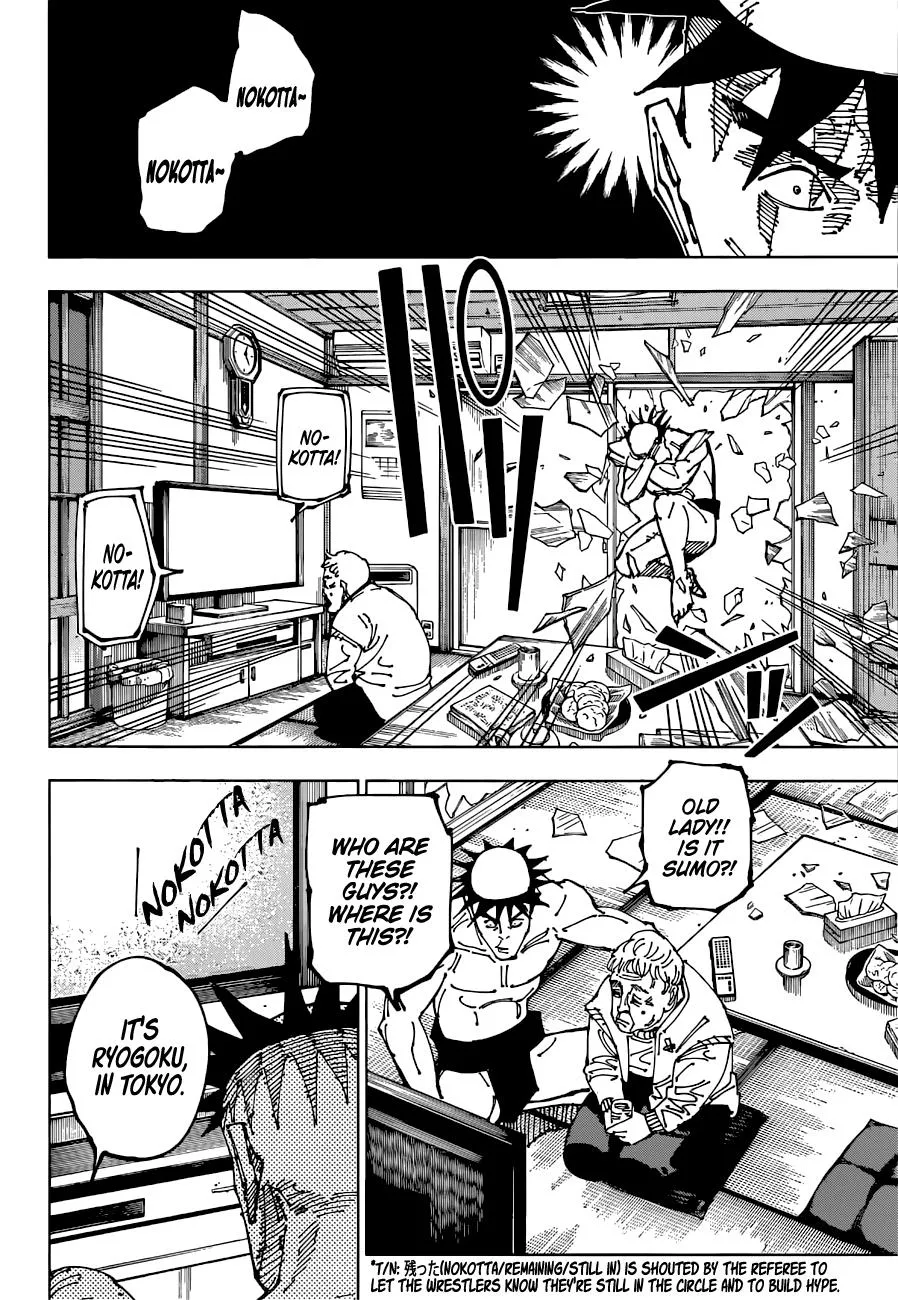 NOKOTTA~
NOKOTTA~
NO-
KOTTA!
NO-
KOTTA!
OLD
LADY!!
IS IT
SUMO?!
WHO ARE
THESE
GUYS?!
WHERE IS
THIS?!
NOKOTTA
NOKOTTA
IT'S
RYOGOKU,
IN TOKYO.
*T/N: 残った(NOKOTTA/REMAINING/STILL IN) IS SHOUTED BY THE REFEREE TO
LET THE WRESTLERS KNOW THEY'RE STILL IN THE CIRCLE AND TO BUILD HYPE.